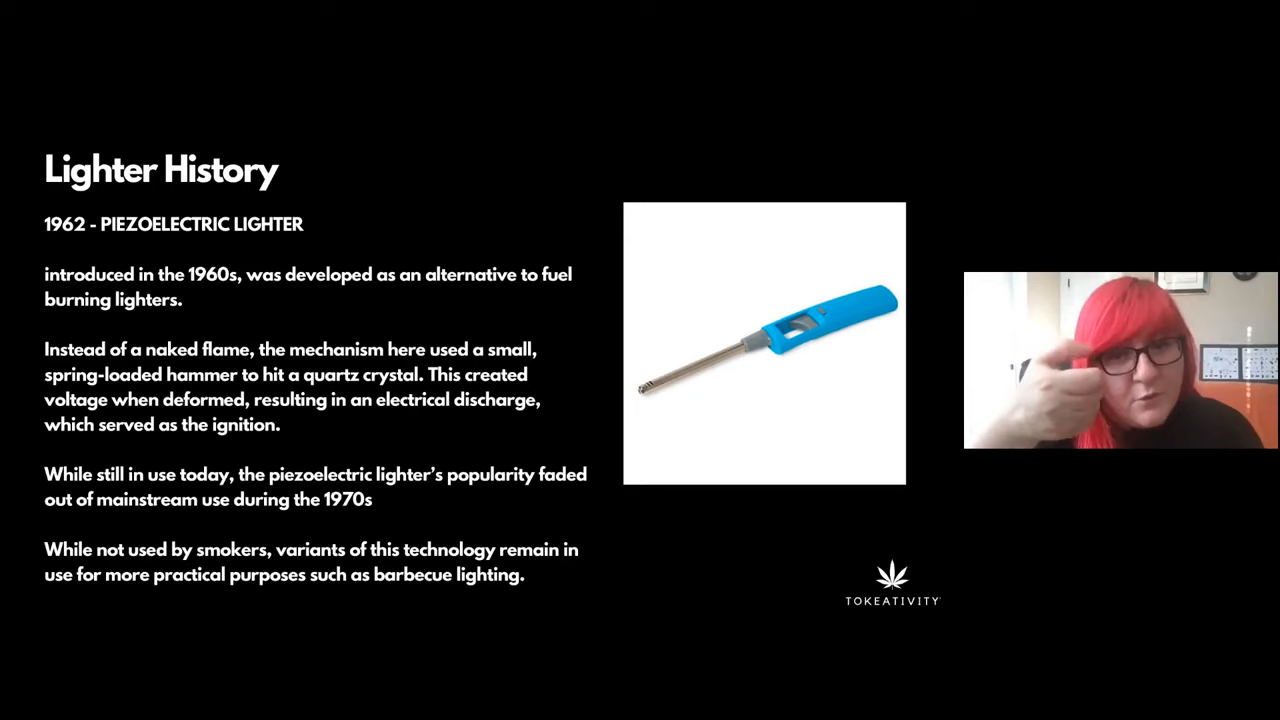 Lighter History
1962 - PIEZOELECTRIC LIGHTER
introduced in the 1960s, was developed as an alternative to fuel
burning lighters.
Instead of a naked flame, the mechanism here used a small,
spring-loaded hammer to hit a quartz crystal. This created
voltage when deformed, resulting in an electrical discharge,
which served as the ignition.
While still in use today, the piezoelectric lighter's popularity faded
out of mainstream use during the 1970s
While not used by smokers, variants of this technology remain in
use for more practical purposes such as barbecue lighting.
TOKEATIVITY